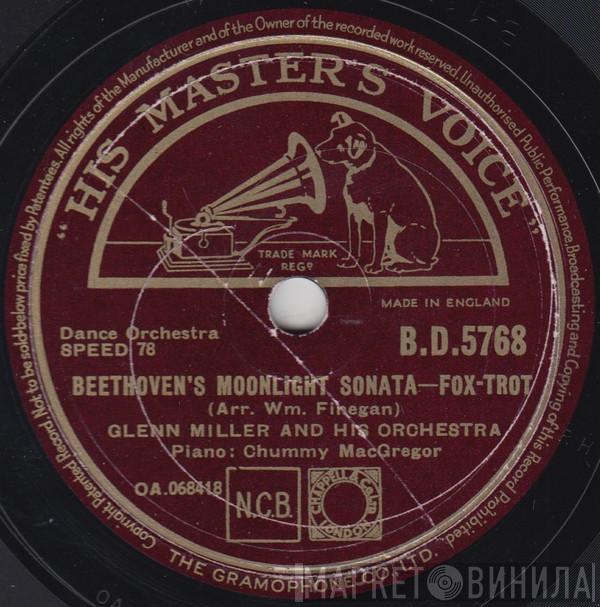 Copyright Patented Record Not to be sold below price fixed by Patentees. All rights of the Manufacturer and of the Owner of the recorded work reserved. Unauthorised Public Performance, Broadcasting and Copying of this Record Prohibited.
"HIS MASTER'S VOICE"
TRADE MARK
REGD
MADE IN ENGLAND
Dance Orchestra
SPEED 78
B.D.5768
BEETHOVEN'S MOONLIGHT SONATA—FOX-TROT
(Arr. Wm. Finegan)
GLENN MILLER AND HIS ORCHESTRA
Piano: Chummy MacGregor
OA.068418
N.C.B.
CHAPPELL & Co Ltd
LONDON
THE GRAMOPHONE CO. LTD.
МАРКЕТ ВИНИЛА